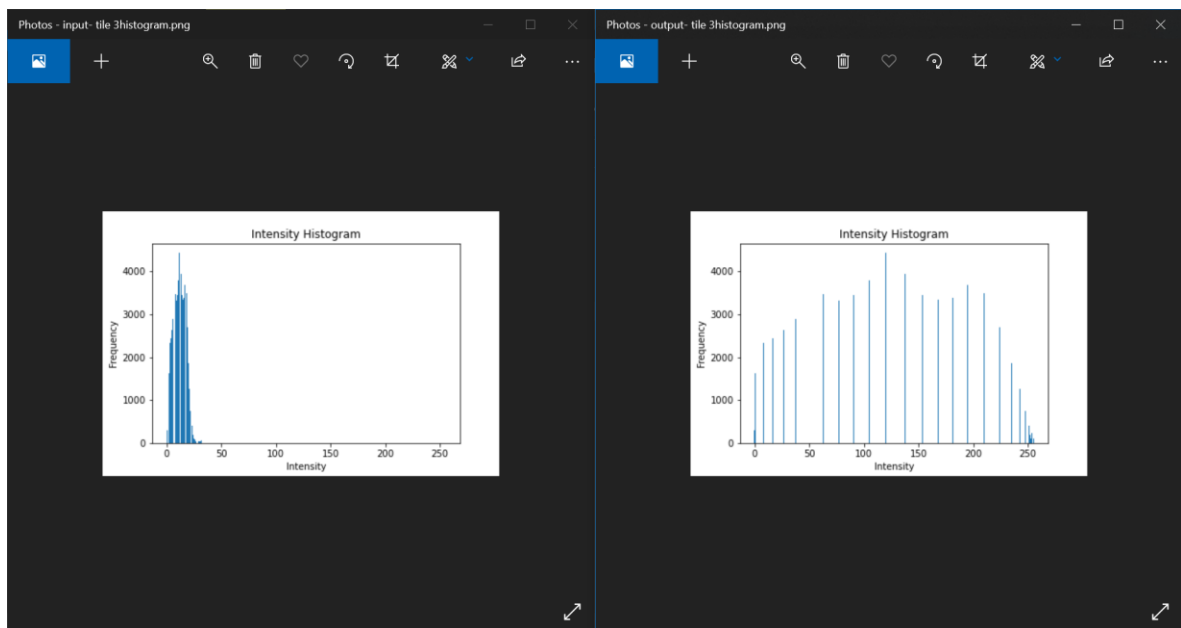 Photos - input- tile 3histogram.png
Intensity Histogram
4000
3000
2000
1000
0
Frequency
0 50 100 150 200 250
Intensity
Photos - output- tile 3histogram.png
Intensity Histogram
4000
3000
2000
1000
0
Frequency
0 50 100 150 200 250
Intensity